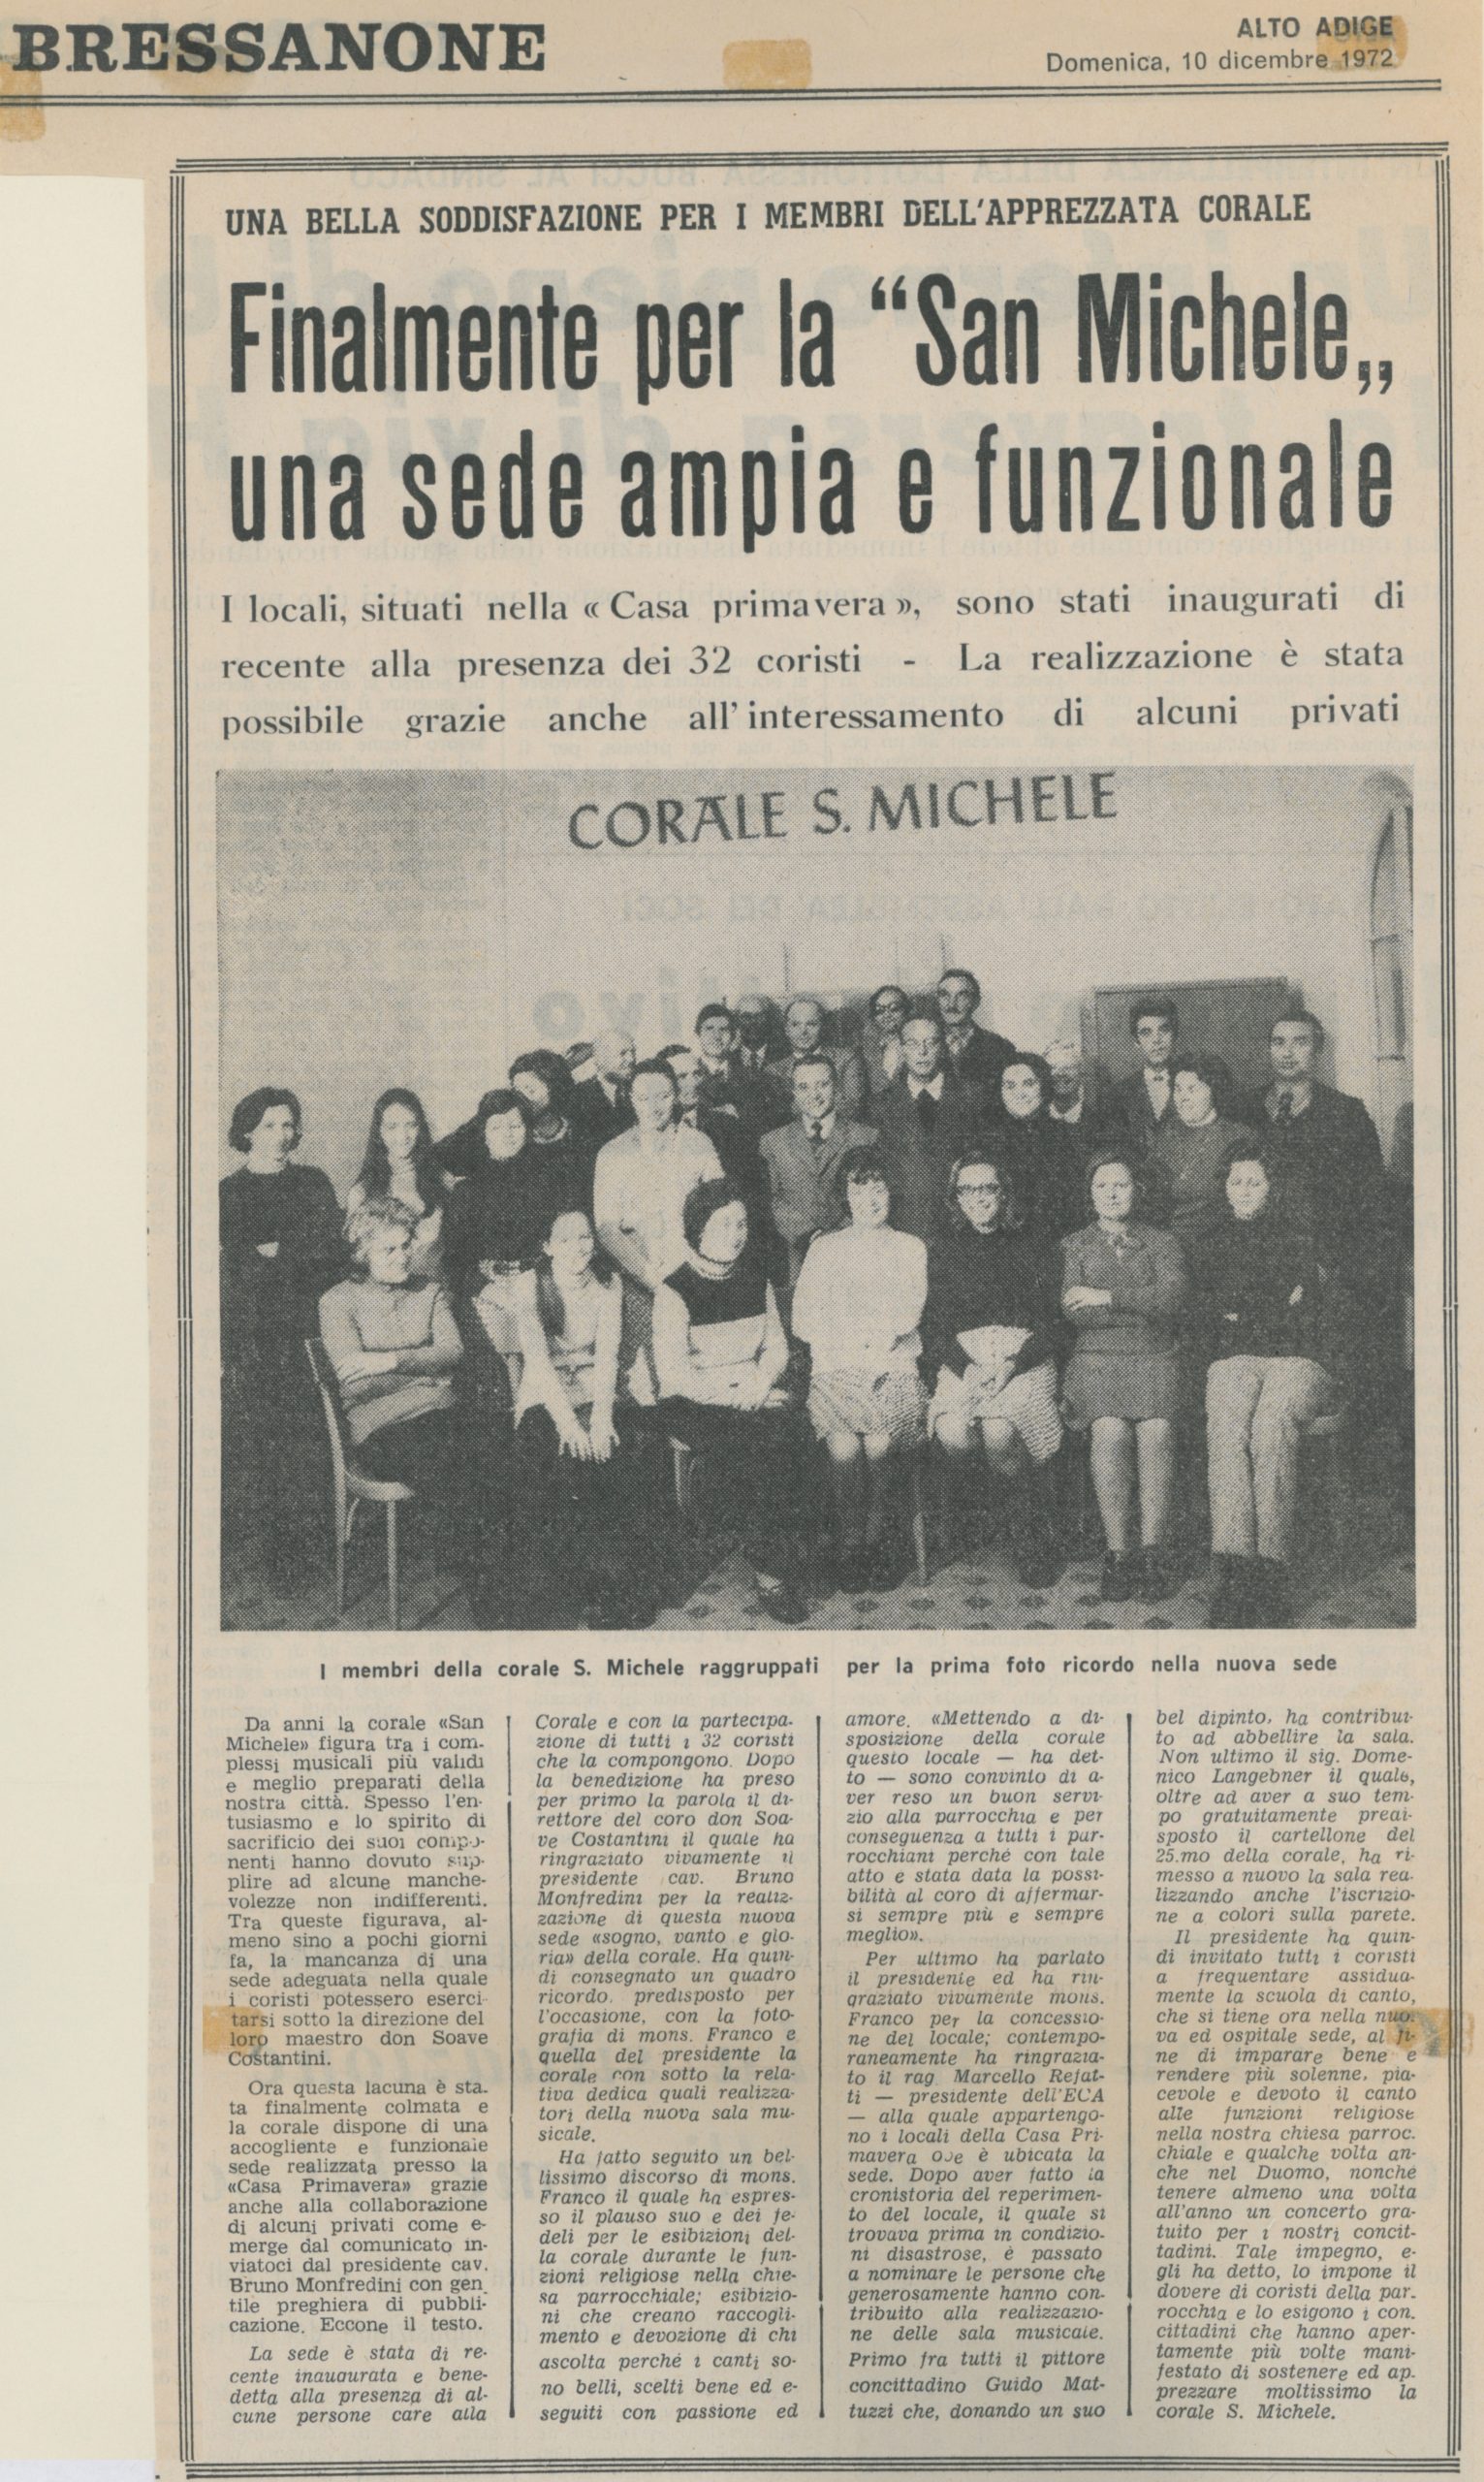 BRESSANONE
ALTO ADIGE
Domenica, 10 dicembre 1972
UNA BELLA SODDISFAZIONE PER I MEMBRI DELL'APPREZZATA CORALE
Finalmente per la “San Michele„
una sede ampia e funzionale
I locali, situati nella « Casa primavera », sono stati inaugurati di
recente alla presenza dei 32 coristi - La realizzazione è stata
possibile grazie anche all'interessamento di alcuni privati
CORALE S. MICHELE
I membri della corale S. Michele raggruppati per la prima foto ricordo nella nuova sede
Da anni la corale «San
Michele» figura tra i com-
plessi musicali più validi
e meglio preparati della
nostra città. Spesso l'en-
tusiasmo e lo spirito di
sacrificio dei suoi compo-
nenti hanno dovuto sup-
plire ad alcune manche-
volezze non indifferenti.
Tra queste figurava, al-
meno sino a pochi giorni
fa, la mancanza di una
sede adeguata nella quale
i coristi potessero eserci-
tarsi sotto la direzione del
loro maestro don Soave
Costantini.
Ora questa lacuna è sta-
ta finalmente colmata e
la corale dispone di una
accogliente e funzionale
sede realizzata presso la
«Casa Primavera» grazie
anche alla collaborazione
di alcuni privati come e-
merge dal comunicato in-
viatoci dal presidente cav.
Bruno Monfredini con gen-
tile preghiera di pubbli-
cazione. Eccone il testo.
La sede è stata di re-
cente inaugurata e bene-
detta alla presenza di al-
cune persone care alla
Corale e con la partecipa-
zione di tutti i 32 coristi
che la compongono. Dopo
la benedizione ha preso
per primo la parola il di-
rettore del coro don Soa-
ve Costantini il quale ha
ringraziato vivamente il
presidente cav. Bruno
Monfredini per la realiz-
zazione di questa nuova
sede «sogno, vanto e glo-
ria» della corale. Ha quin-
di consegnato un quadro
ricordo, predisposto per
l'occasione, con la foto-
grafia di mons. Franco e
quella del presidente la
corale con sotto la rela-
tiva dedica quali realizza-
tori della nuova sala mu-
sicale.
Ha fatto seguito un bel-
lissimo discorso di mons.
Franco il quale ha espres-
so il plauso suo e dei fe-
deli per le esibizioni del-
la corale durante le fun-
zioni religiose nella chie-
sa parrocchiale; esibizio-
ni che creano raccogli-
mento e devozione di chi
ascolta perché i canti so-
no belli, scelti bene ed e-
seguiti con passione ed
amore. «Mettendo a di-
sposizione della corale
questo locale — ha det-
to — sono convinto di a-
ver reso un buon servi-
zio alla parrocchia e per
conseguenza a tutti i par-
rocchiani perché con tale
atto è stata data la possi-
bilità al coro di affermar-
si sempre più e sempre
meglio».
Per ultimo ha parlato
il presidente ed ha rin-
graziato vivamente mons.
Franco per la concessio-
ne del locale; contempo-
raneamente ha ringrazia-
to il rag. Marcello Refat-
ti — presidente dell'ECA
— alla quale appartengo-
no i locali della Casa Pri-
mavera ove è ubicata la
sede. Dopo aver fatto la
cronistoria del reperimen-
to del locale, il quale si
trovava prima in condizio-
ni disastrose, è passato
a nominare le persone che
generosamente hanno con-
tribuito alla realizzazio-
ne delle sala musicale.
Primo fra tutti il pittore
concittadino Guido Mat-
tuzzi che, donando un suo
bel dipinto, ha contribui-
to ad abbellire la sala.
Non ultimo il sig. Dome-
nico Langebner il quale,
oltre ad aver a suo tem-
po gratuitamente predi-
sposto il cartellone del
25.mo della corale, ha ri-
messo a nuovo la sala rea-
lizzando anche l'iscrizio-
ne a colori sulla parete.
Il presidente ha quin-
di invitato tutti i coristi
a frequentare assidua-
mente la scuola di canto,
che si tiene ora nella nuo-
va ed ospitale sede, al fi-
ne di imparare bene e
rendere più solenne, pia-
cevole e devoto il canto
alle funzioni religiose
nella nostra chiesa parroc-
chiale e qualche volta an-
che nel Duomo, nonché
tenere almeno una volta
all'anno un concerto gra-
tuito per i nostri concit-
tadini. Tale impegno, e-
gli ha detto, lo impone il
dovere di coristi della par-
rocchia e lo esigono i con-
cittadini che hanno aper-
tamente più volte mani-
festato di sostenere ed ap-
prezzare moltissimo la
corale S. Michele.